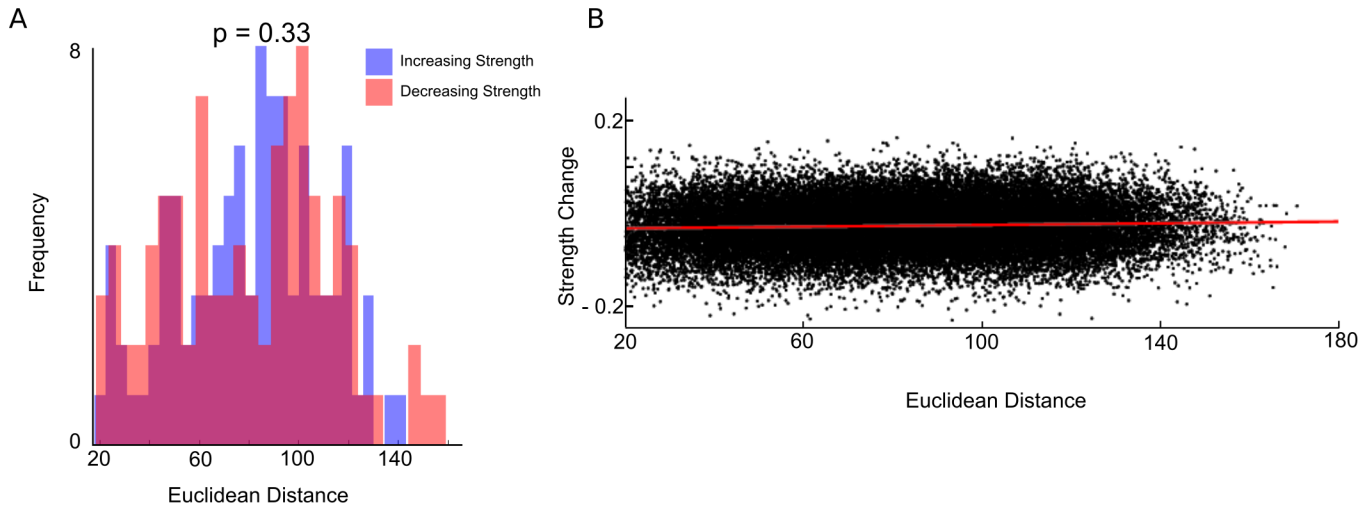 A
p = 0.33
8
Increasing Strength
Decreasing Strength
Frequency
0
20 60 100 140
Euclidean Distance
B
0.2
Strength Change
- 0.2
20 60 100 140 180
Euclidean Distance